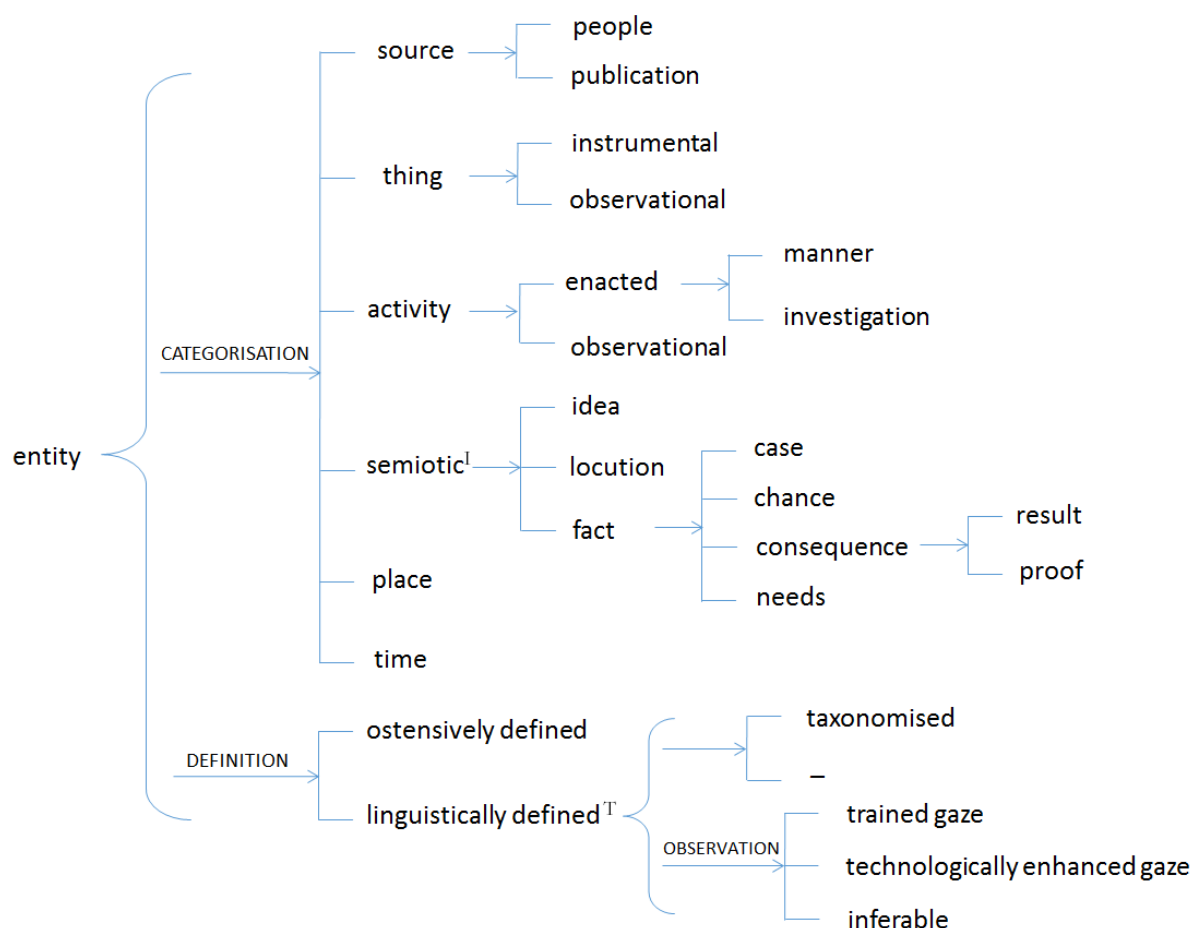 people
source
publication
instrumental
thing
observational
manner
enacted
activity
investigation
observational
CATEGORISATION
idea
case
entity
semiotic I
locution
chance
fact
result
consequence
proof
place
needs
time
taxonomised
ostensively defined
DEFINITION
–
linguistically defined T
trained gaze
OBSERVATION
technologically enhanced gaze
inferable